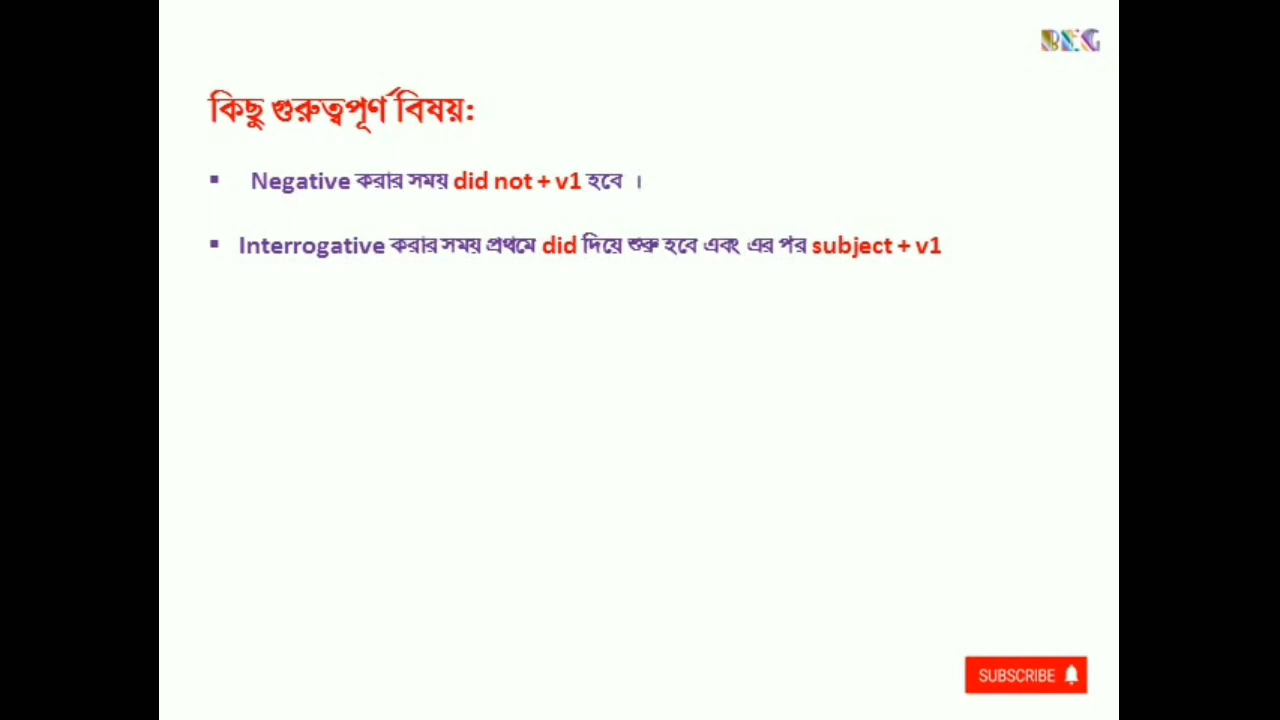 BEG
কিছু গুরুত্বপূর্ণ বিষয়:
▪ Negative করার সময় did not + v1 হবে ।
▪ Interrogative করার সময় প্রথমে did দিয়ে শুরু হবে এবং এর পর subject + v1
SUBSCRIBE